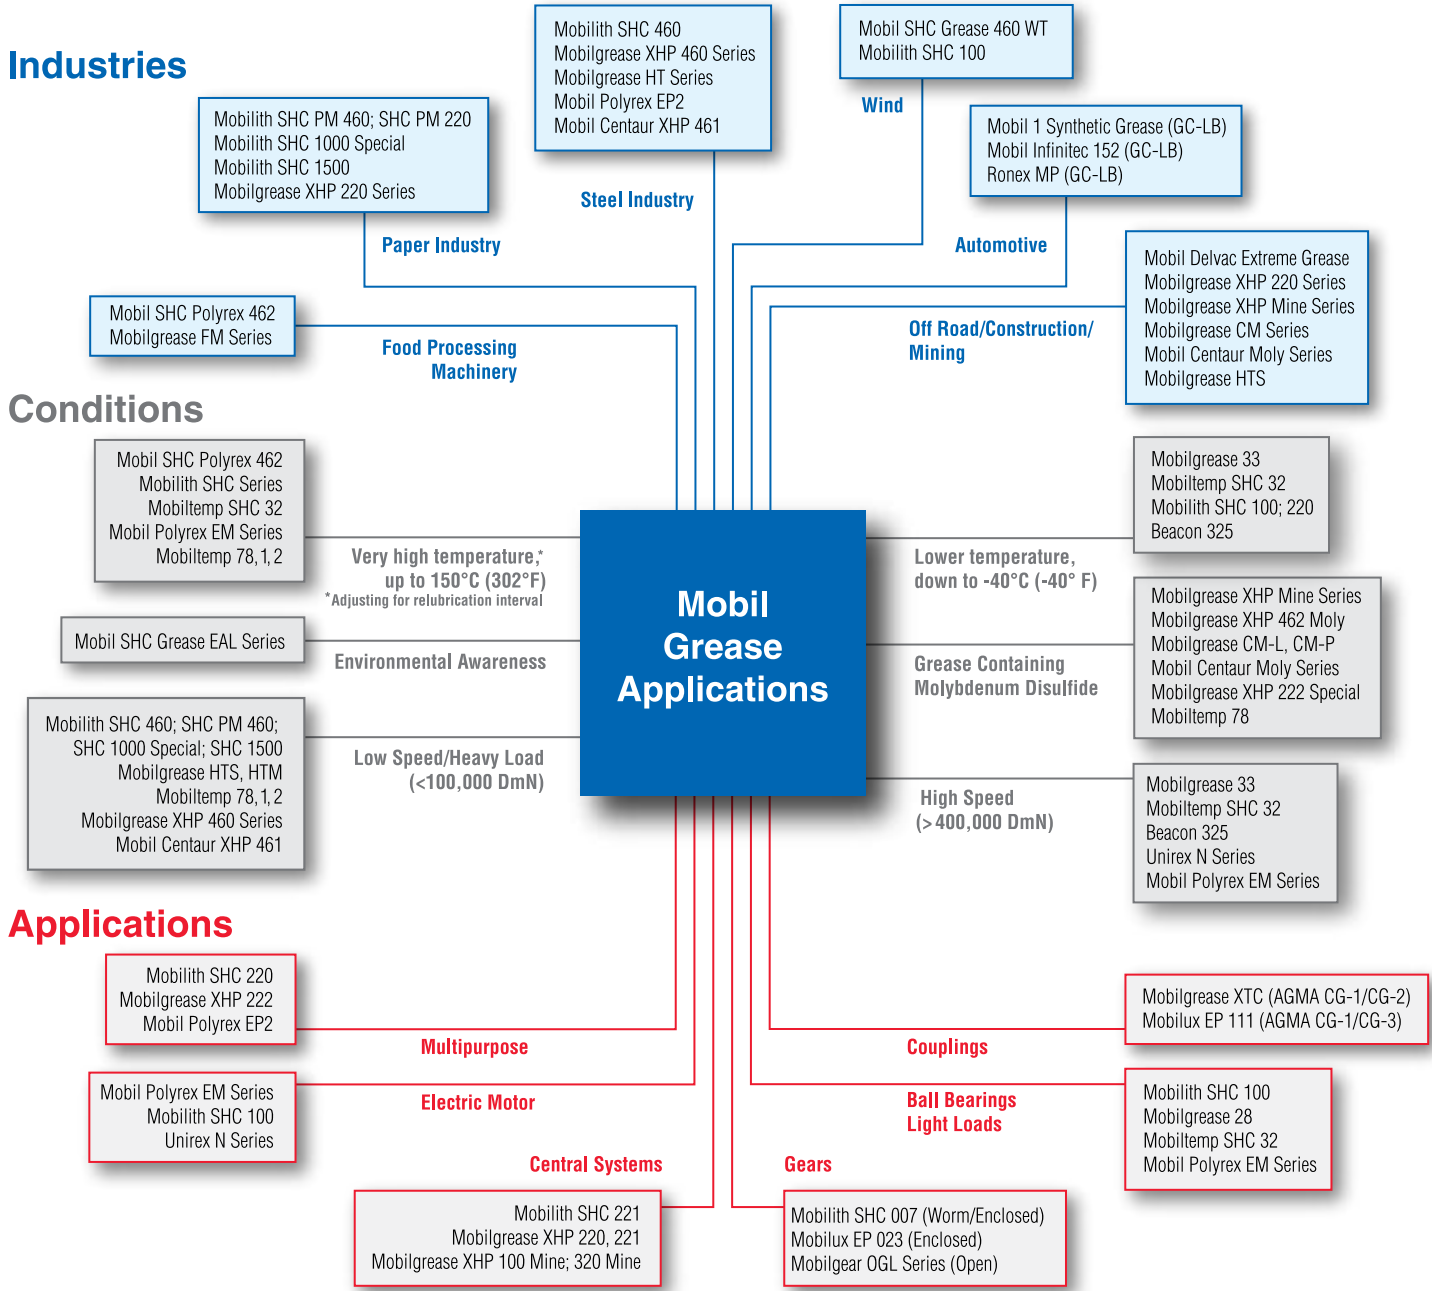 Industries
Mobilith SHC 460
Mobilgrease XHP 460 Series
Mobilgrease HT Series
Mobil Polyrex EP2
Mobil Centaur XHP 461
Steel Industry
Mobil SHC Grease 460 WT
Mobilith SHC 100
Wind
Mobilith SHC PM 460; SHC PM 220
Mobilith SHC 1000 Special
Mobilith SHC 1500
Mobilgrease XHP 220 Series
Paper Industry
Mobil 1 Synthetic Grease (GC-LB)
Mobil Infinitec 152 (GC-LB)
Ronex MP (GC-LB)
Automotive
Mobil SHC Polyrex 462
Mobilgrease FM Series
Food Processing
Machinery
Mobil Delvac Extreme Grease
Mobilgrease XHP 220 Series
Mobilgrease XHP Mine Series
Mobilgrease CM Series
Mobil Centaur Moly Series
Mobilgrease HTS
Off Road/Construction/
Mining
Conditions
Mobil SHC Polyrex 462
Mobilith SHC Series
Mobiltemp SHC 32
Mobil Polyrex EM Series
Mobiltemp 78, 1, 2
Very high temperature,*
up to 150°C (302°F)
*Adjusting for relubrication interval
Mobil SHC Grease EAL Series
Environmental Awareness
Mobilith SHC 460; SHC PM 460;
SHC 1000 Special; SHC 1500
Mobilgrease HTS, HTM
Mobiltemp 78, 1, 2
Mobilgrease XHP 460 Series
Mobil Centaur XHP 461
Low Speed/Heavy Load
(<100,000 DmN)
Mobil
Grease
Applications
Mobilgrease 33
Mobiltemp SHC 32
Mobilith SHC 100; 220
Beacon 325
Lower temperature,
down to -40°C (-40° F)
Mobilgrease XHP Mine Series
Mobilgrease XHP 462 Moly
Mobilgrease CM-L, CM-P
Mobil Centaur Moly Series
Mobilgrease XHP 222 Special
Mobiltemp 78
Grease Containing
Molybdenum Disulfide
Mobilgrease 33
Mobiltemp SHC 32
Beacon 325
Unirex N Series
Mobil Polyrex EM Series
High Speed
(>400,000 DmN)
Applications
Mobilith SHC 220
Mobilgrease XHP 222
Mobil Polyrex EP2
Multipurpose
Mobil Polyrex EM Series
Mobilith SHC 100
Unirex N Series
Electric Motor
Central Systems
Mobilith SHC 221
Mobilgrease XHP 220, 221
Mobilgrease XHP 100 Mine; 320 Mine
Mobilgrease XTC (AGMA CG-1/CG-2)
Mobilux EP 111 (AGMA CG-1/CG-3)
Couplings
Mobilith SHC 100
Mobilgrease 28
Mobiltemp SHC 32
Mobil Polyrex EM Series
Ball Bearings
Light Loads
Gears
Mobilith SHC 007 (Worm/Enclosed)
Mobilux EP 023 (Enclosed)
Mobilgear OGL Series (Open)